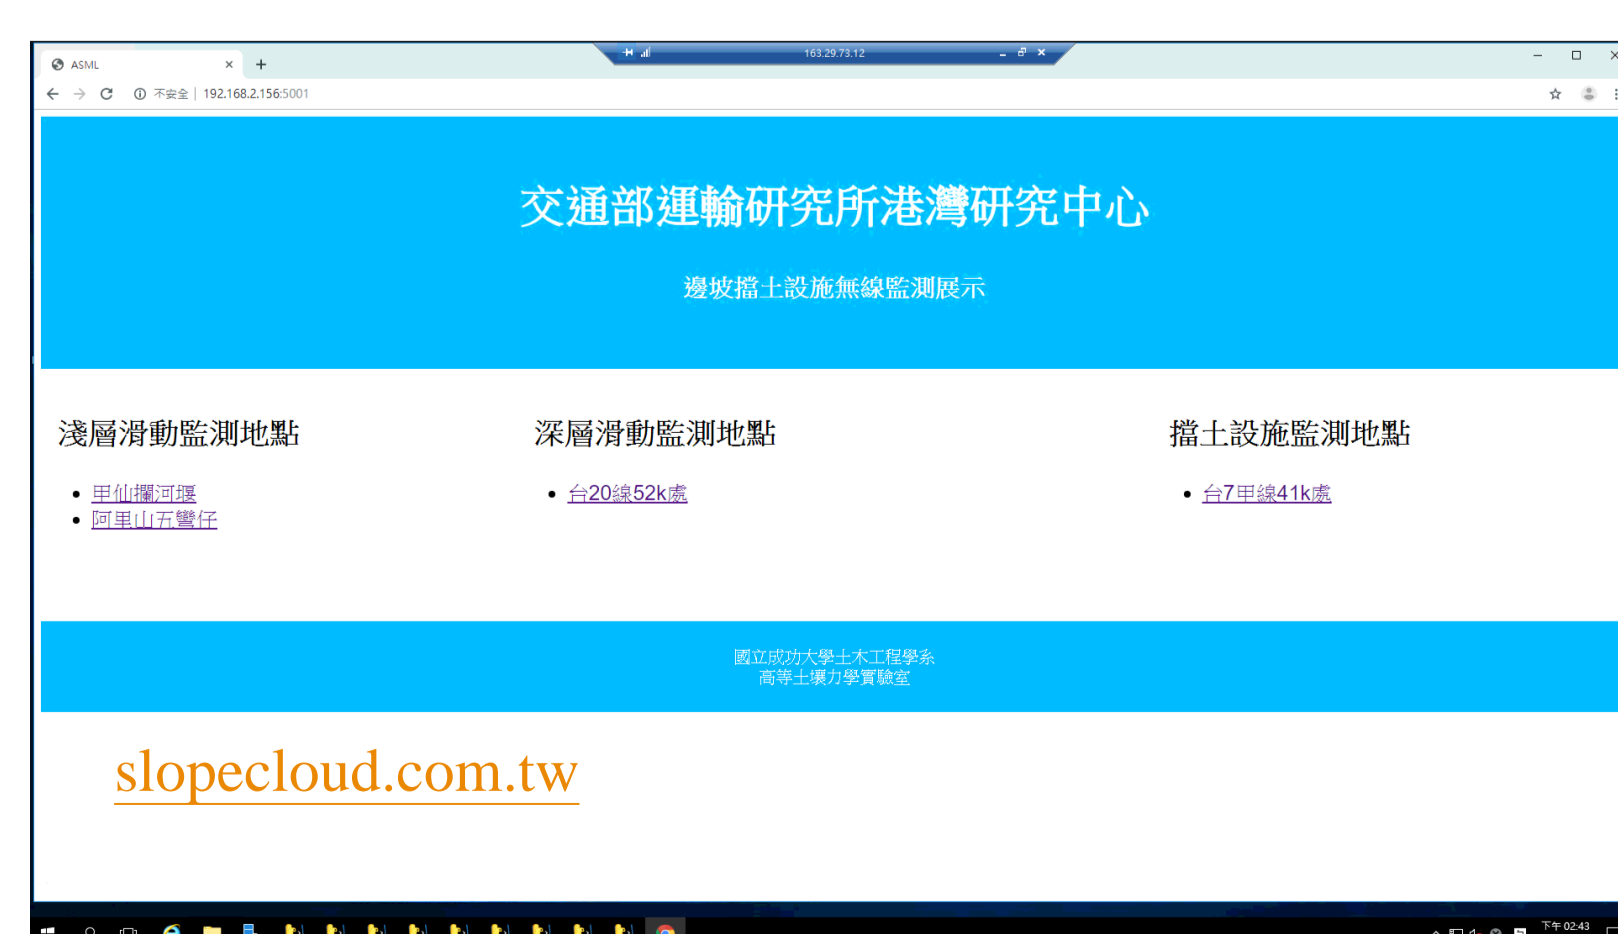 163.29.73.12
ASML
不安全 | 192.168.2.156:5001
交通部運輸研究所港灣研究中心
邊坡擋土設施無線監測展示
淺層滑動監測地點
甲仙攔河堰
阿里山五彎仔
深層滑動監測地點
台20線52k處
擋土設施監測地點
台7甲線41k處
國立成功大學土木工程學系
高等土壤力學實驗室
slopecloud.com.tw
下午 02:43